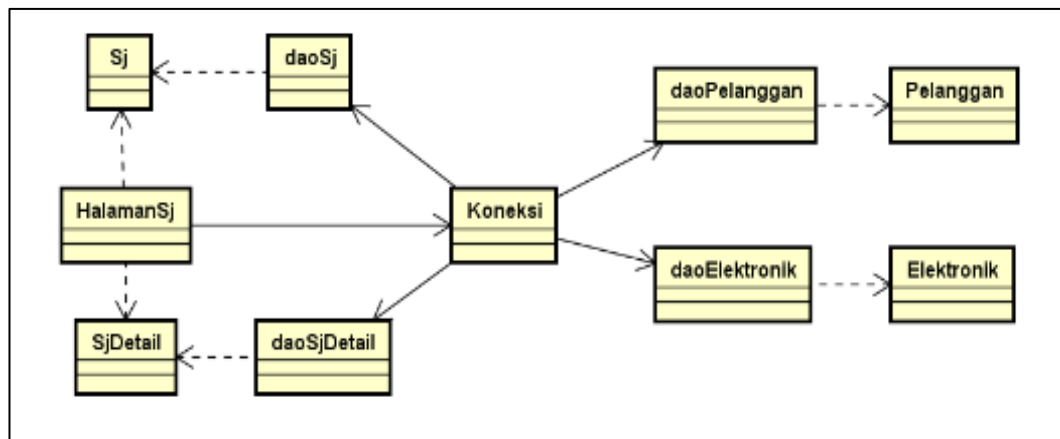 Sj
daoSj
daoPelanggan
Pelanggan
HalamanSj
Koneksi
daoElektronik
Elektronik
SjDetail
daoSjDetail